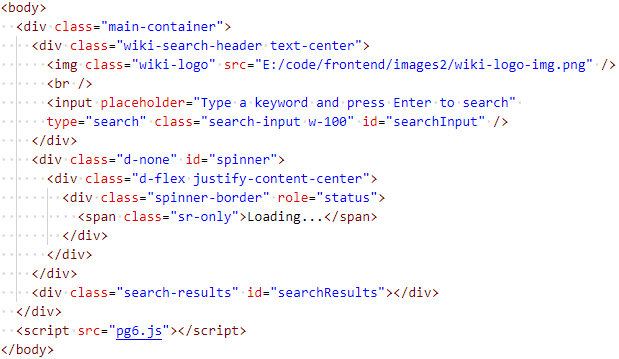 <body>
<div class="main-container">
<div class="wiki-search-header text-center">
<img class="wiki-logo" src="E:/code/frontend/images2/wiki-logo-img.png" />
<br />
<input placeholder="Type a keyword and press Enter to search"
type="search" class="search-input w-100" id="searchInput" />
</div>
<div class="d-none" id="spinner">
<div class="d-flex justify-content-center">
<div class="spinner-border" role="status">
<span class="sr-only">Loading...</span>
</div>
</div>
</div>
<div class="search-results" id="searchResults"></div>
</div>
<script src="pg6.js"></script>
</body>